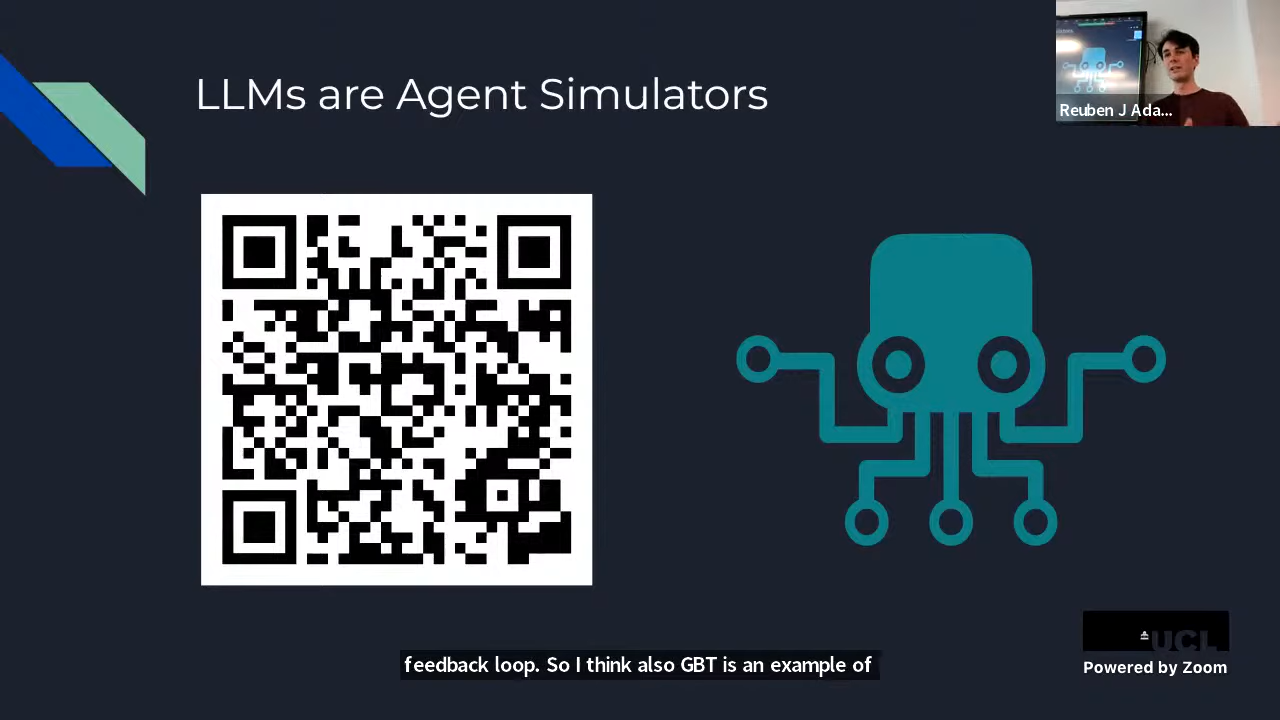 LLMs are Agent Simulators
Reuben J Ada...
feedback loop. So I think also GBT is an example of
UCL
Powered by Zoom